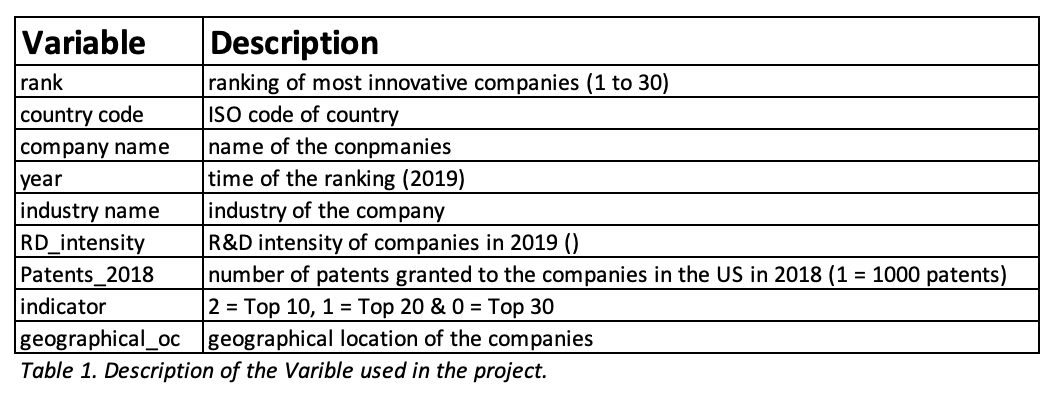 Variable Description
rank ranking of most innovative companies (1 to 30)
country code ISO code of country
company name name of the conpmanies
year time of the ranking (2019)
industry name industry of the company
RD_intensity R&D intensity of companies in 2019 ()
Patents_2018 number of patents granted to the companies in the US in 2018 (1 = 1000 patents)
indicator 2 = Top 10, 1 = Top 20 & 0 = Top 30
geographical_oc geographical location of the companies
Table 1. Description of the Varible used in the project.